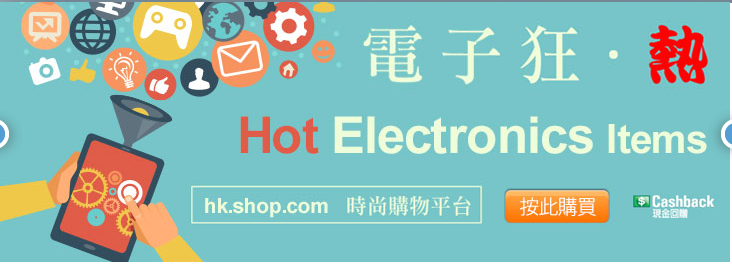 電子狂·熱
Hot Electronics Items
hk.shop.com 時尚購物平台
按此購買
$ Cashback
現金回贈